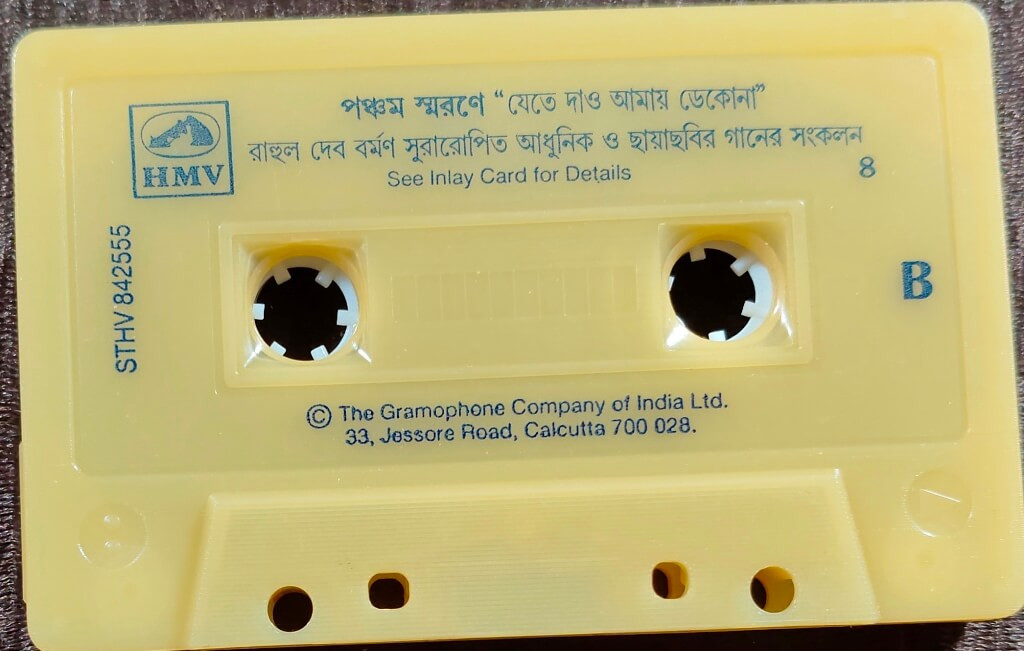 পঞ্চম স্মরণে “যেতে দাও আমায় ডেকোনা”
রাহুল দেব বর্মণ সুরারোপিত আধুনিক ও ছায়াছবির গানের সংকলন
See Inlay Card for Details
8
HMV
STHV 842555
B
© The Gramophone Company of India Ltd.
33, Jessore Road, Calcutta 700 028.